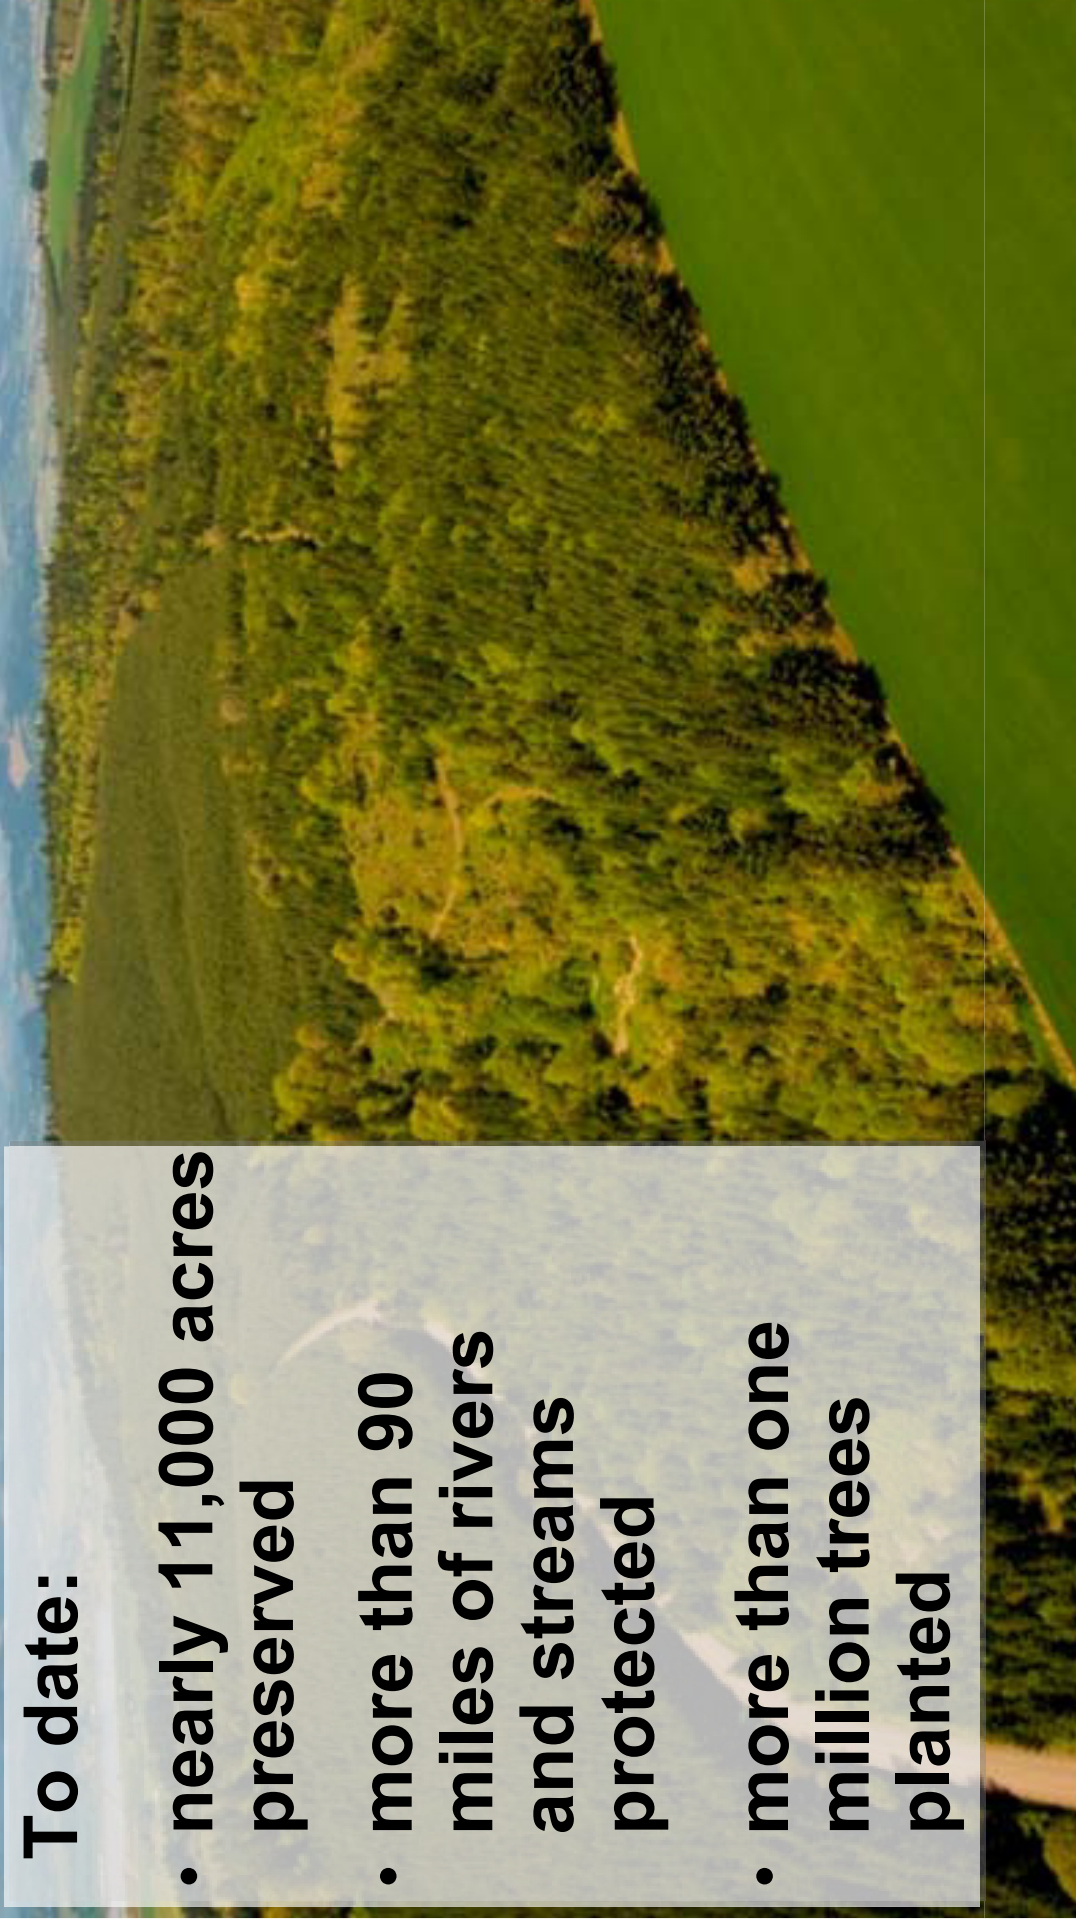 To date:
• nearly 11,000 acres
preserved
• more than 90
miles of rivers
and streams
protected
• more than one
million trees
planted